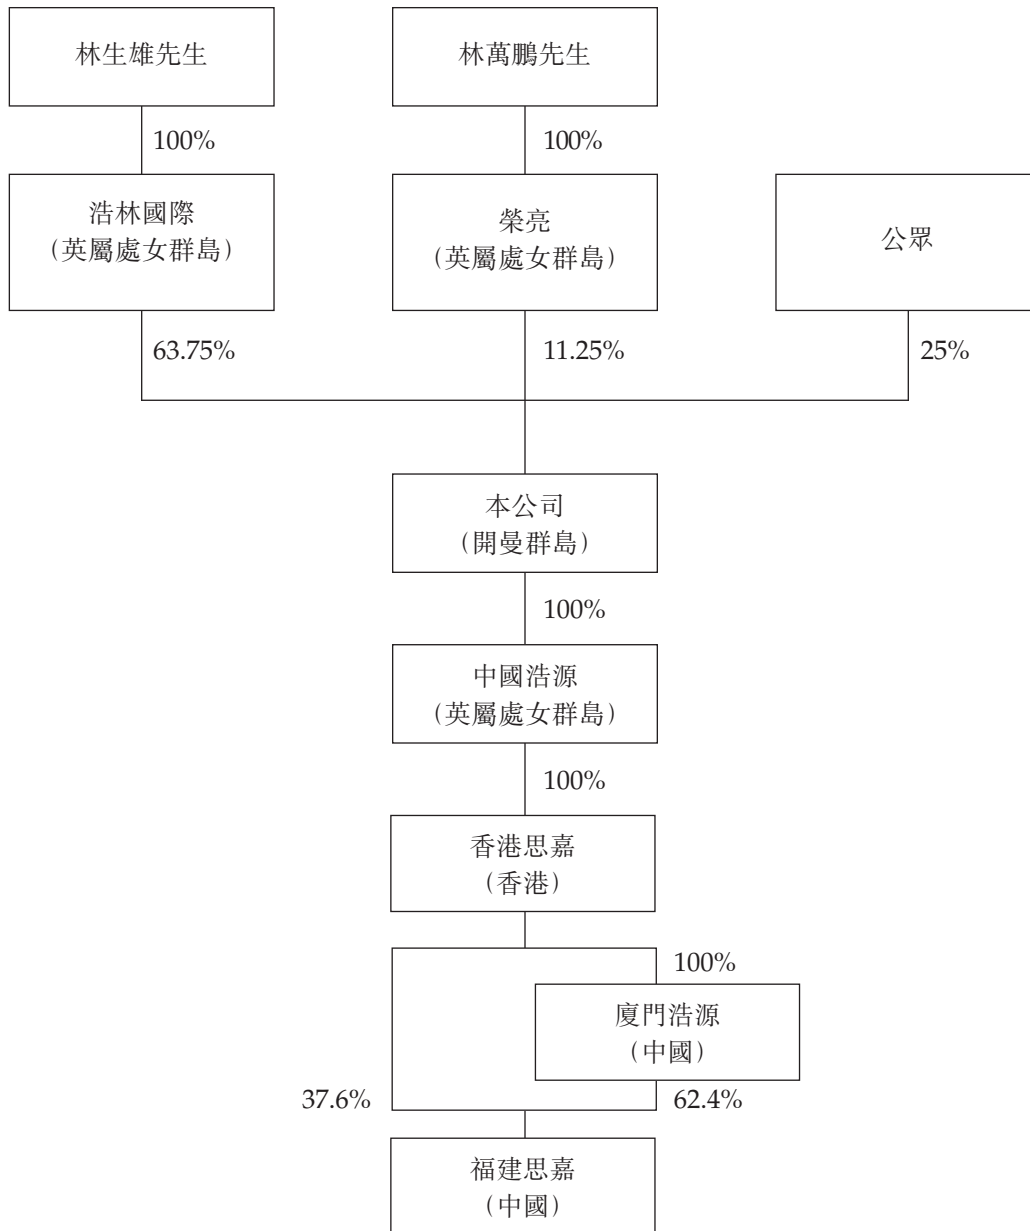 林生雄先生
林萬鵬先生
100%
100%
浩林國際
（英屬處女群島）
榮亮
（英屬處女群島）
公眾
63.75%
11.25%
25%
本公司
（開曼群島）
100%
中國浩源
（英屬處女群島）
100%
香港思嘉
（香港）
100%
廈門浩源
（中國）
37.6%
62.4%
福建思嘉
（中國）